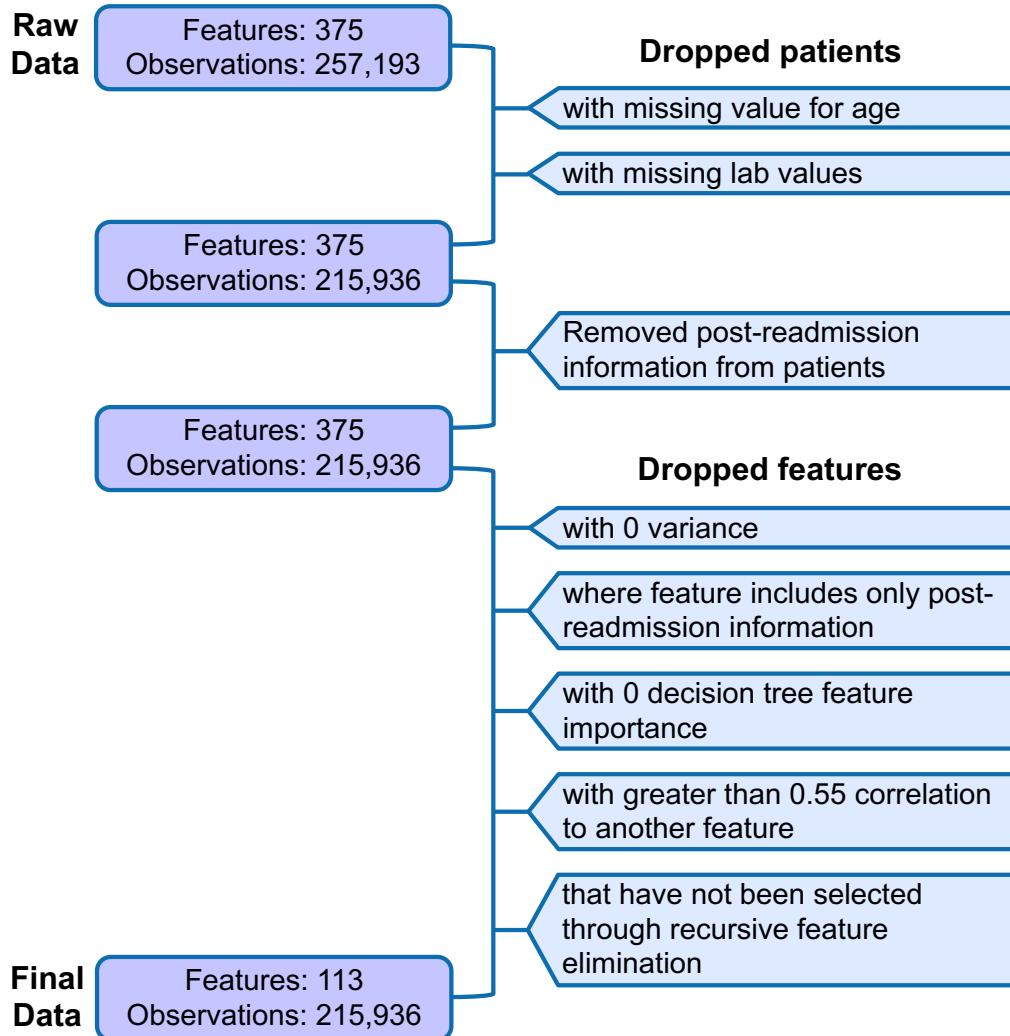 Raw
Data
Features: 375
Observations: 257,193
Dropped patients
with missing value for age
with missing lab values
Features: 375
Observations: 215,936
Removed post-readmission
information from patients
Features: 375
Observations: 215,936
Dropped features
with 0 variance
where feature includes only post-
readmission information
with 0 decision tree feature
importance
with greater than 0.55 correlation
to another feature
that have not been selected
through recursive feature
elimination
Final
Data
Features: 113
Observations: 215,936